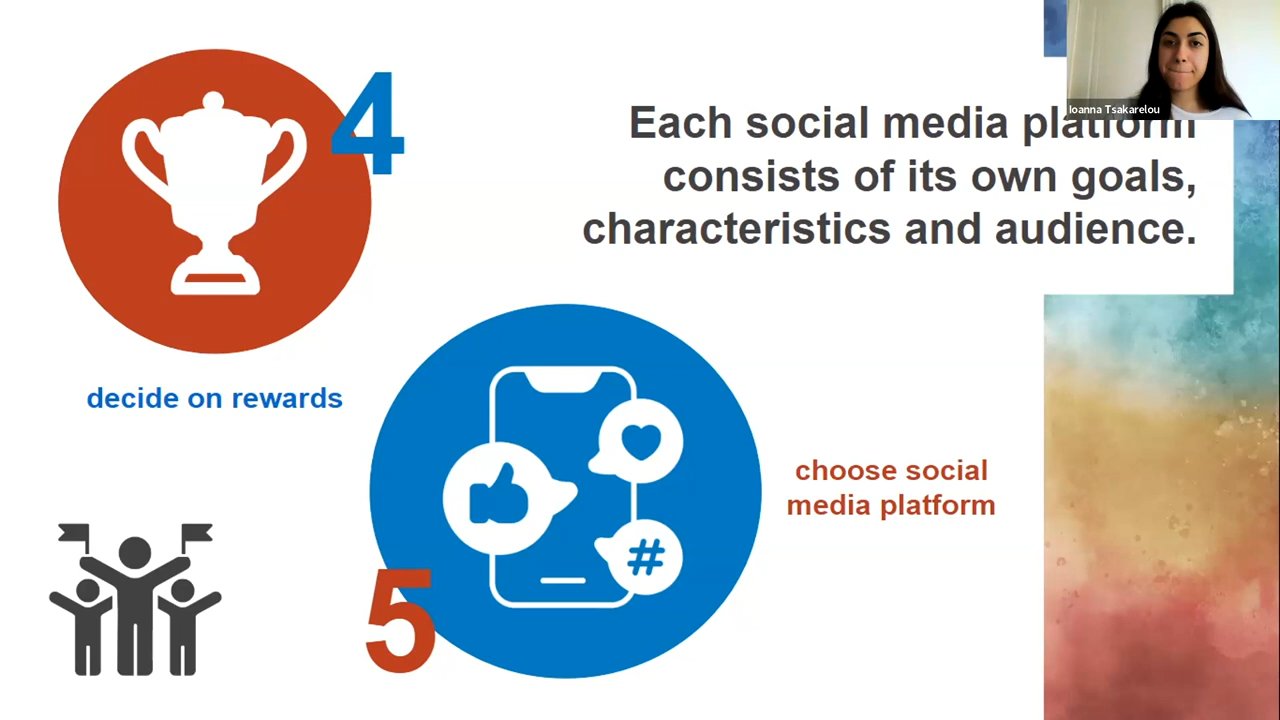 4
Each social media platform
consists of its own goals,
characteristics and audience.
Ioanna Tsakarelou
decide on rewards
choose social
media platform
#
5